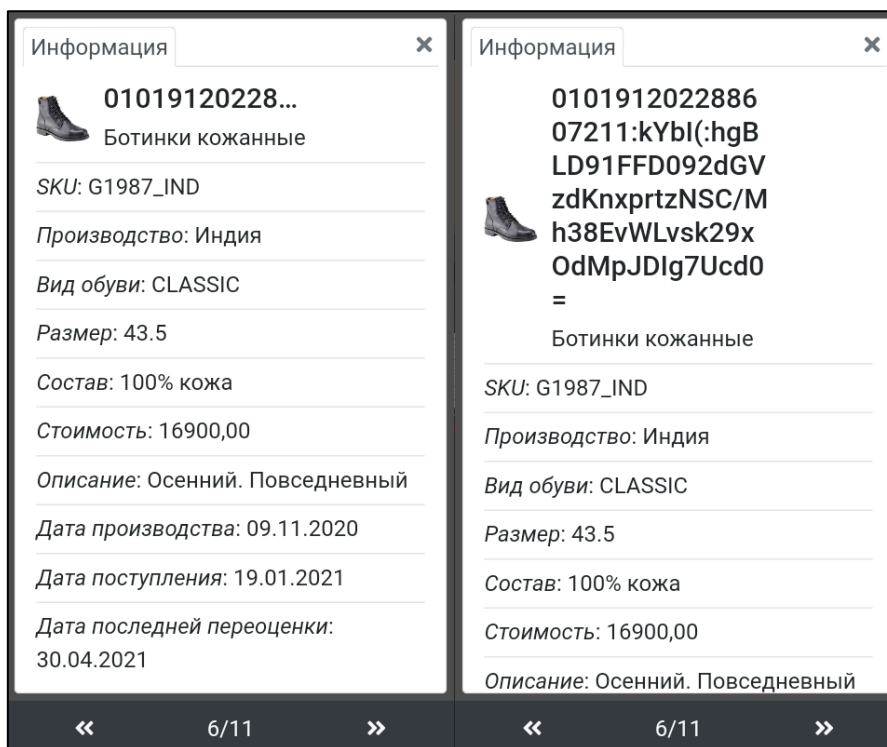 Информация
01019120228...
Ботинки кожанные
SKU: G1987_IND
Производство: Индия
Вид обуви: CLASSIC
Размер: 43.5
Состав: 100% кожа
Стоимость: 16900,00
Описание: Осенний. Повседневный
Дата производства: 09.11.2020
Дата поступления: 19.01.2021
Дата последней переоценки:
30.04.2021
6/11
Информация
0101912022886
07211:kYbI(:hgB
LD91FFD092dGV
zdKnxprtzNSC/M
h38EvWLvsk29x
OdMpJDIg7Ucd0
=
Ботинки кожанные
SKU: G1987_IND
Производство: Индия
Вид обуви: CLASSIC
Размер: 43.5
Состав: 100% кожа
Стоимость: 16900,00
Описание: Осенний. Повседневный
6/11